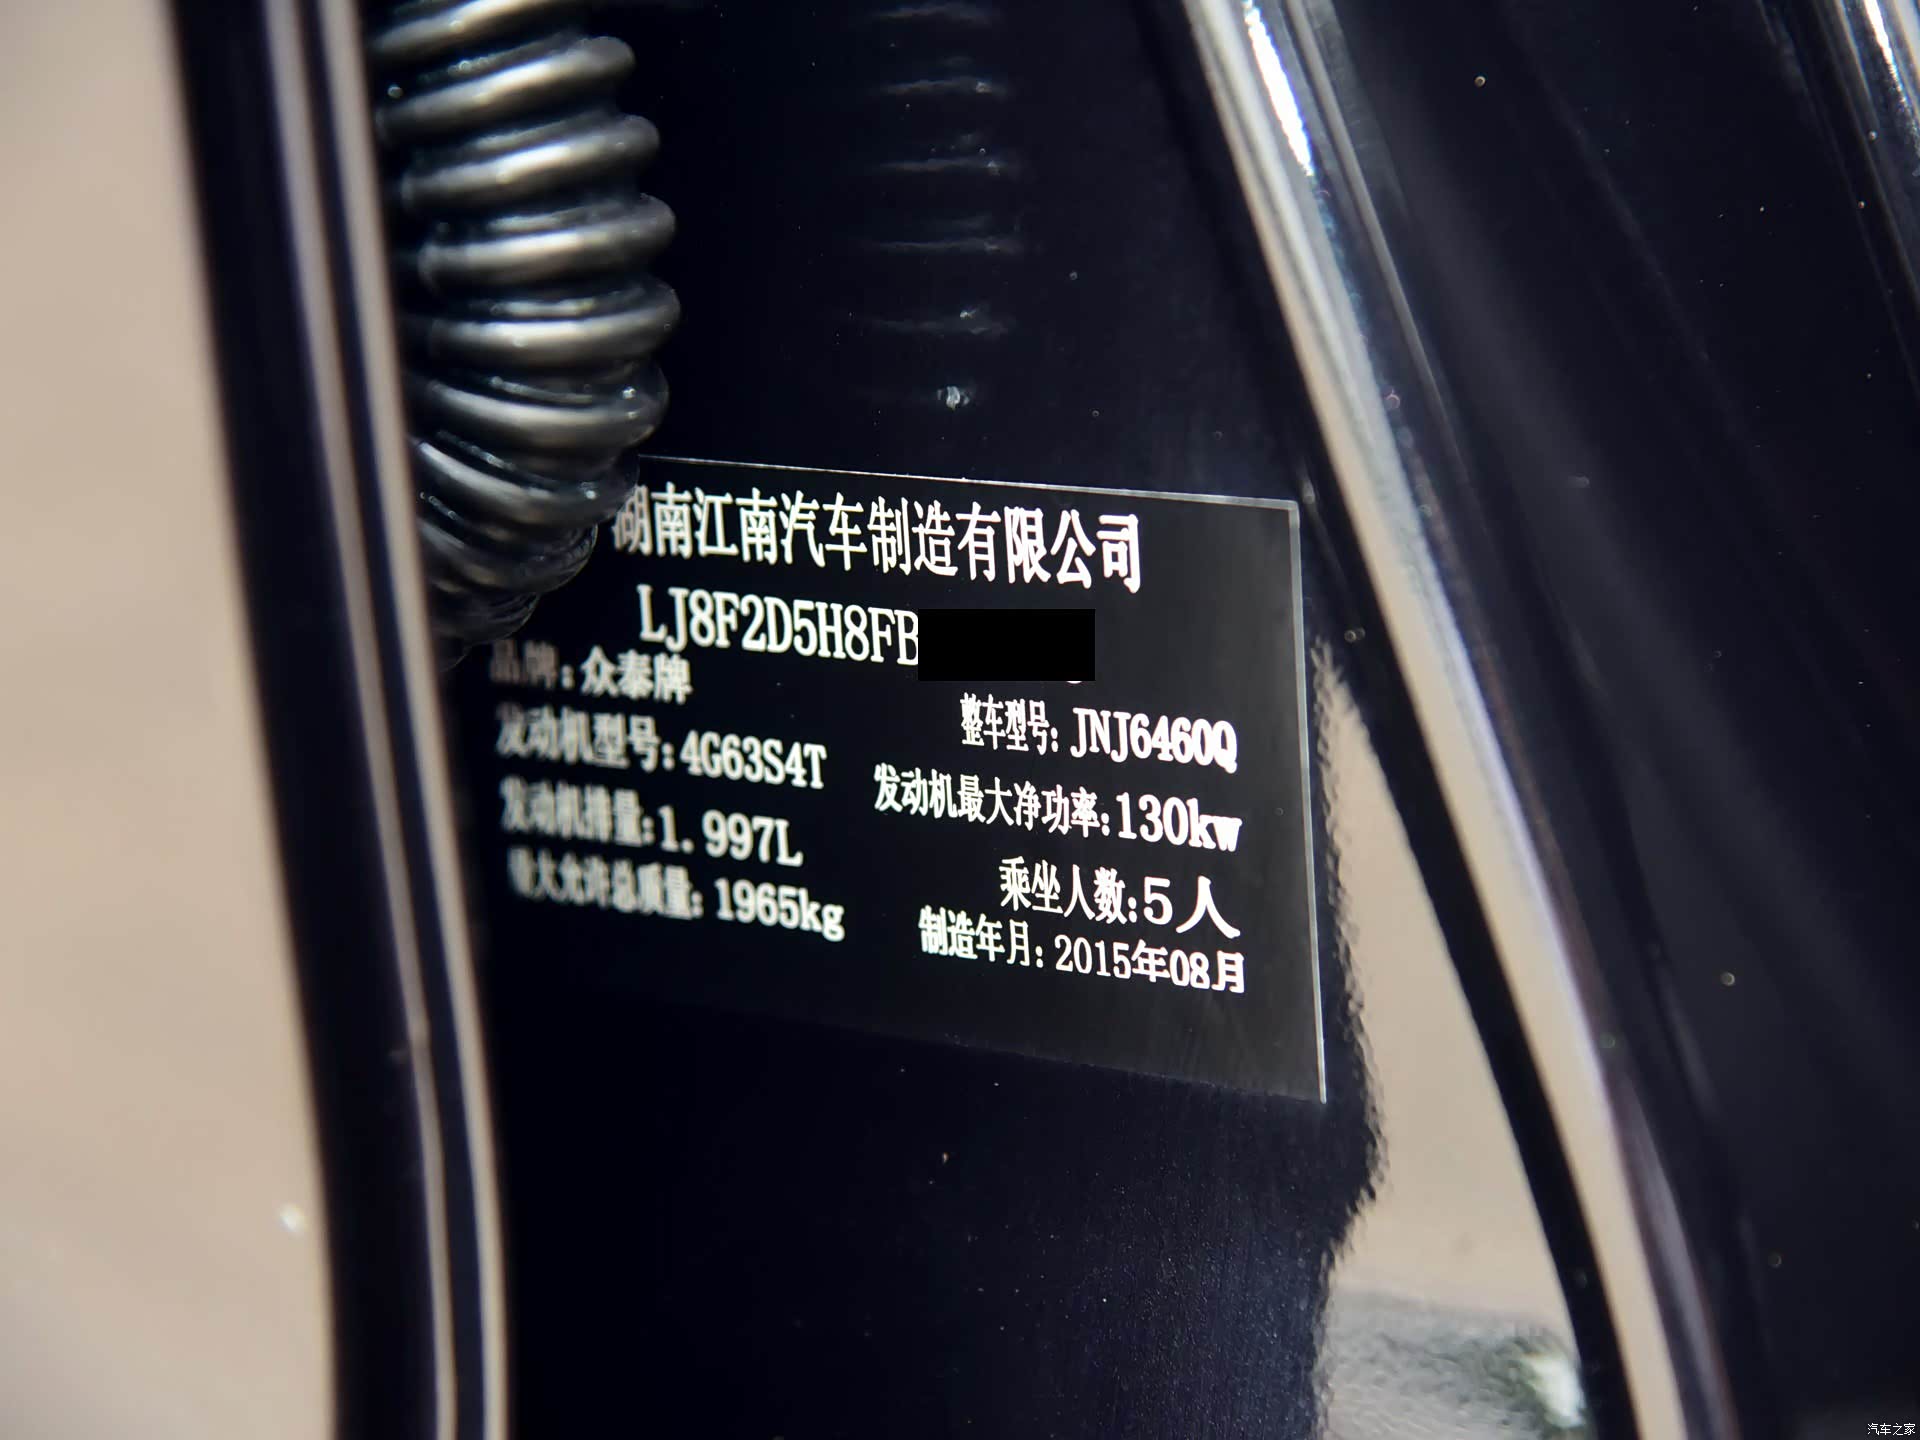 湖南江南汽车制造有限公司
LJ8F2D5H8FB
品牌:众泰牌
整车型号:JNJ6460Q
发动机型号:4G63S4T
发动机最大净功率:130kw
发动机排量:1.997L
乘坐人数:5人
最大允许总质量:1965kg
制造年月:2015年08月
汽车之家